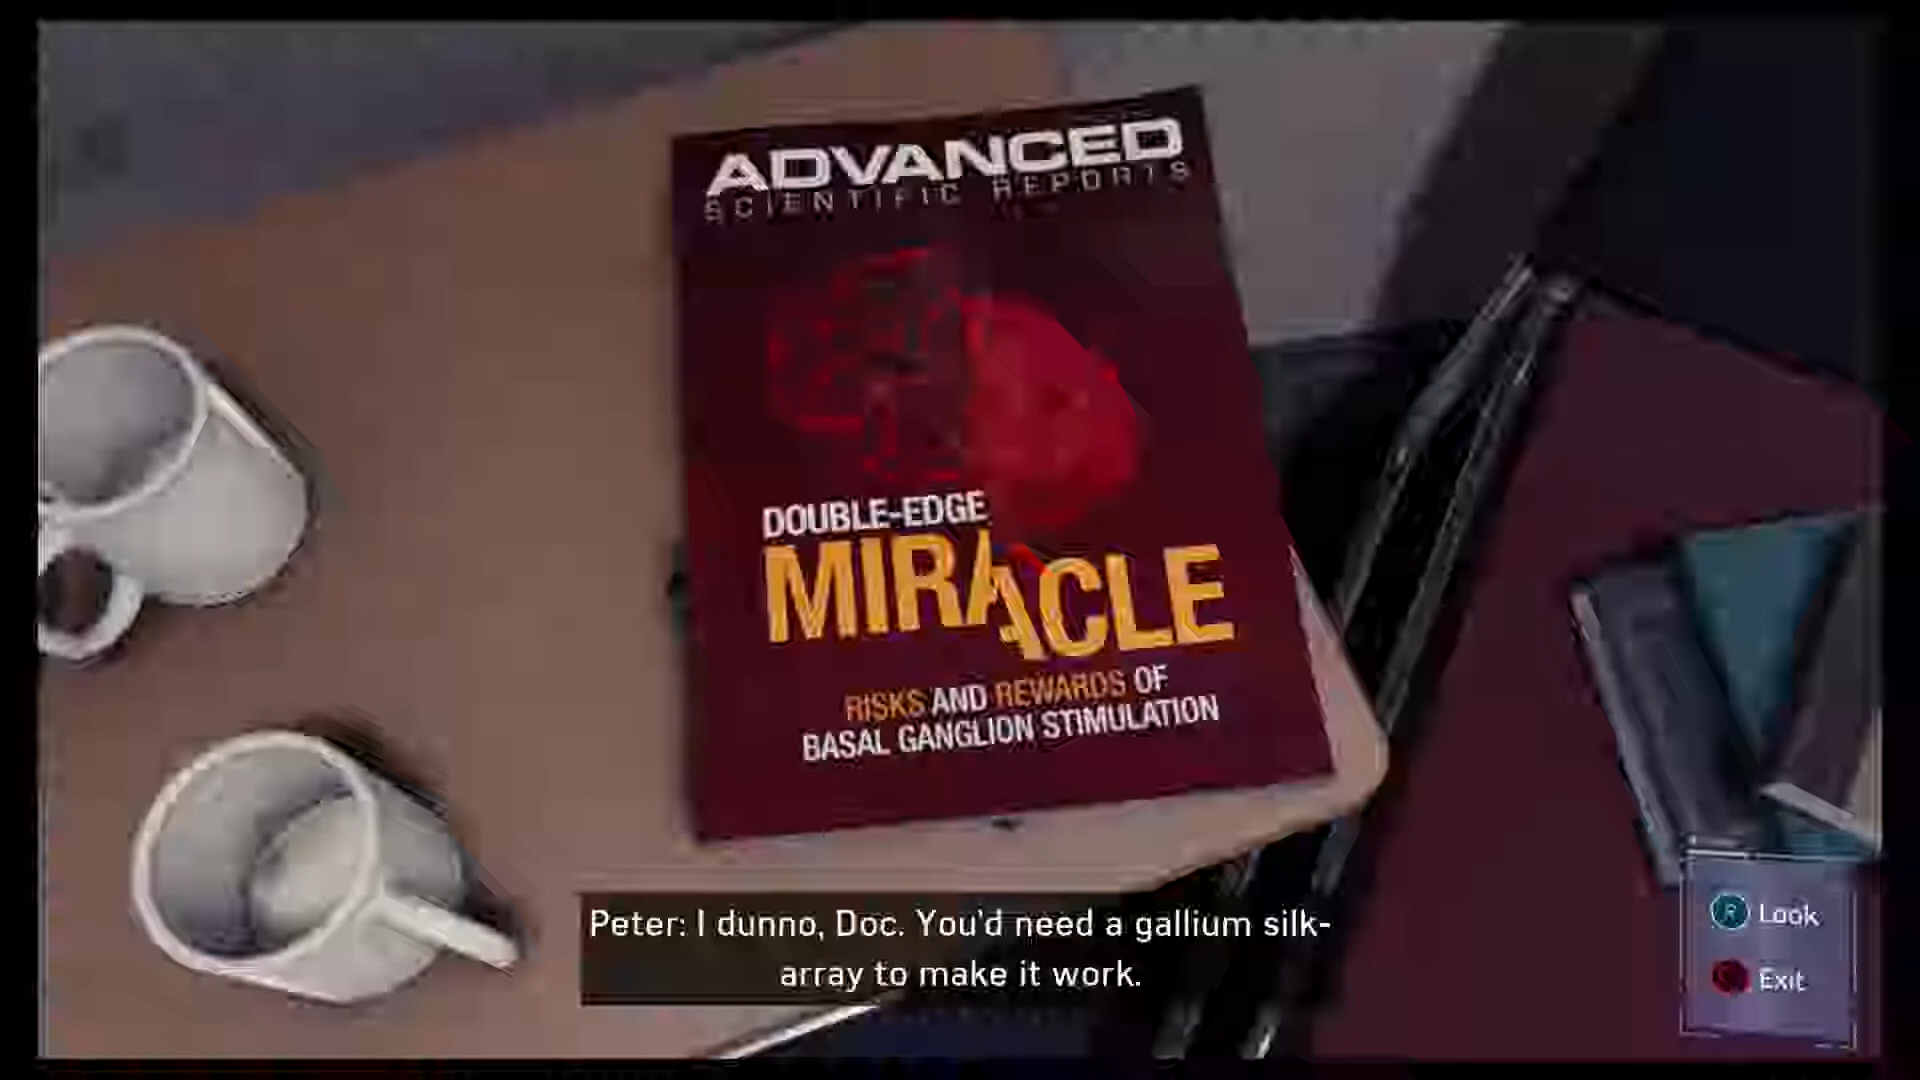 ADVANCED
SCIENTIFIC REPORTS
DOUBLE-EDGE
MIRACLE
RISKS AND REWARDS OF
BASAL GANGLION STIMULATION
Peter: I dunno, Doc. You'd need a gallium silk-
array to make it work.
R Look
Exit